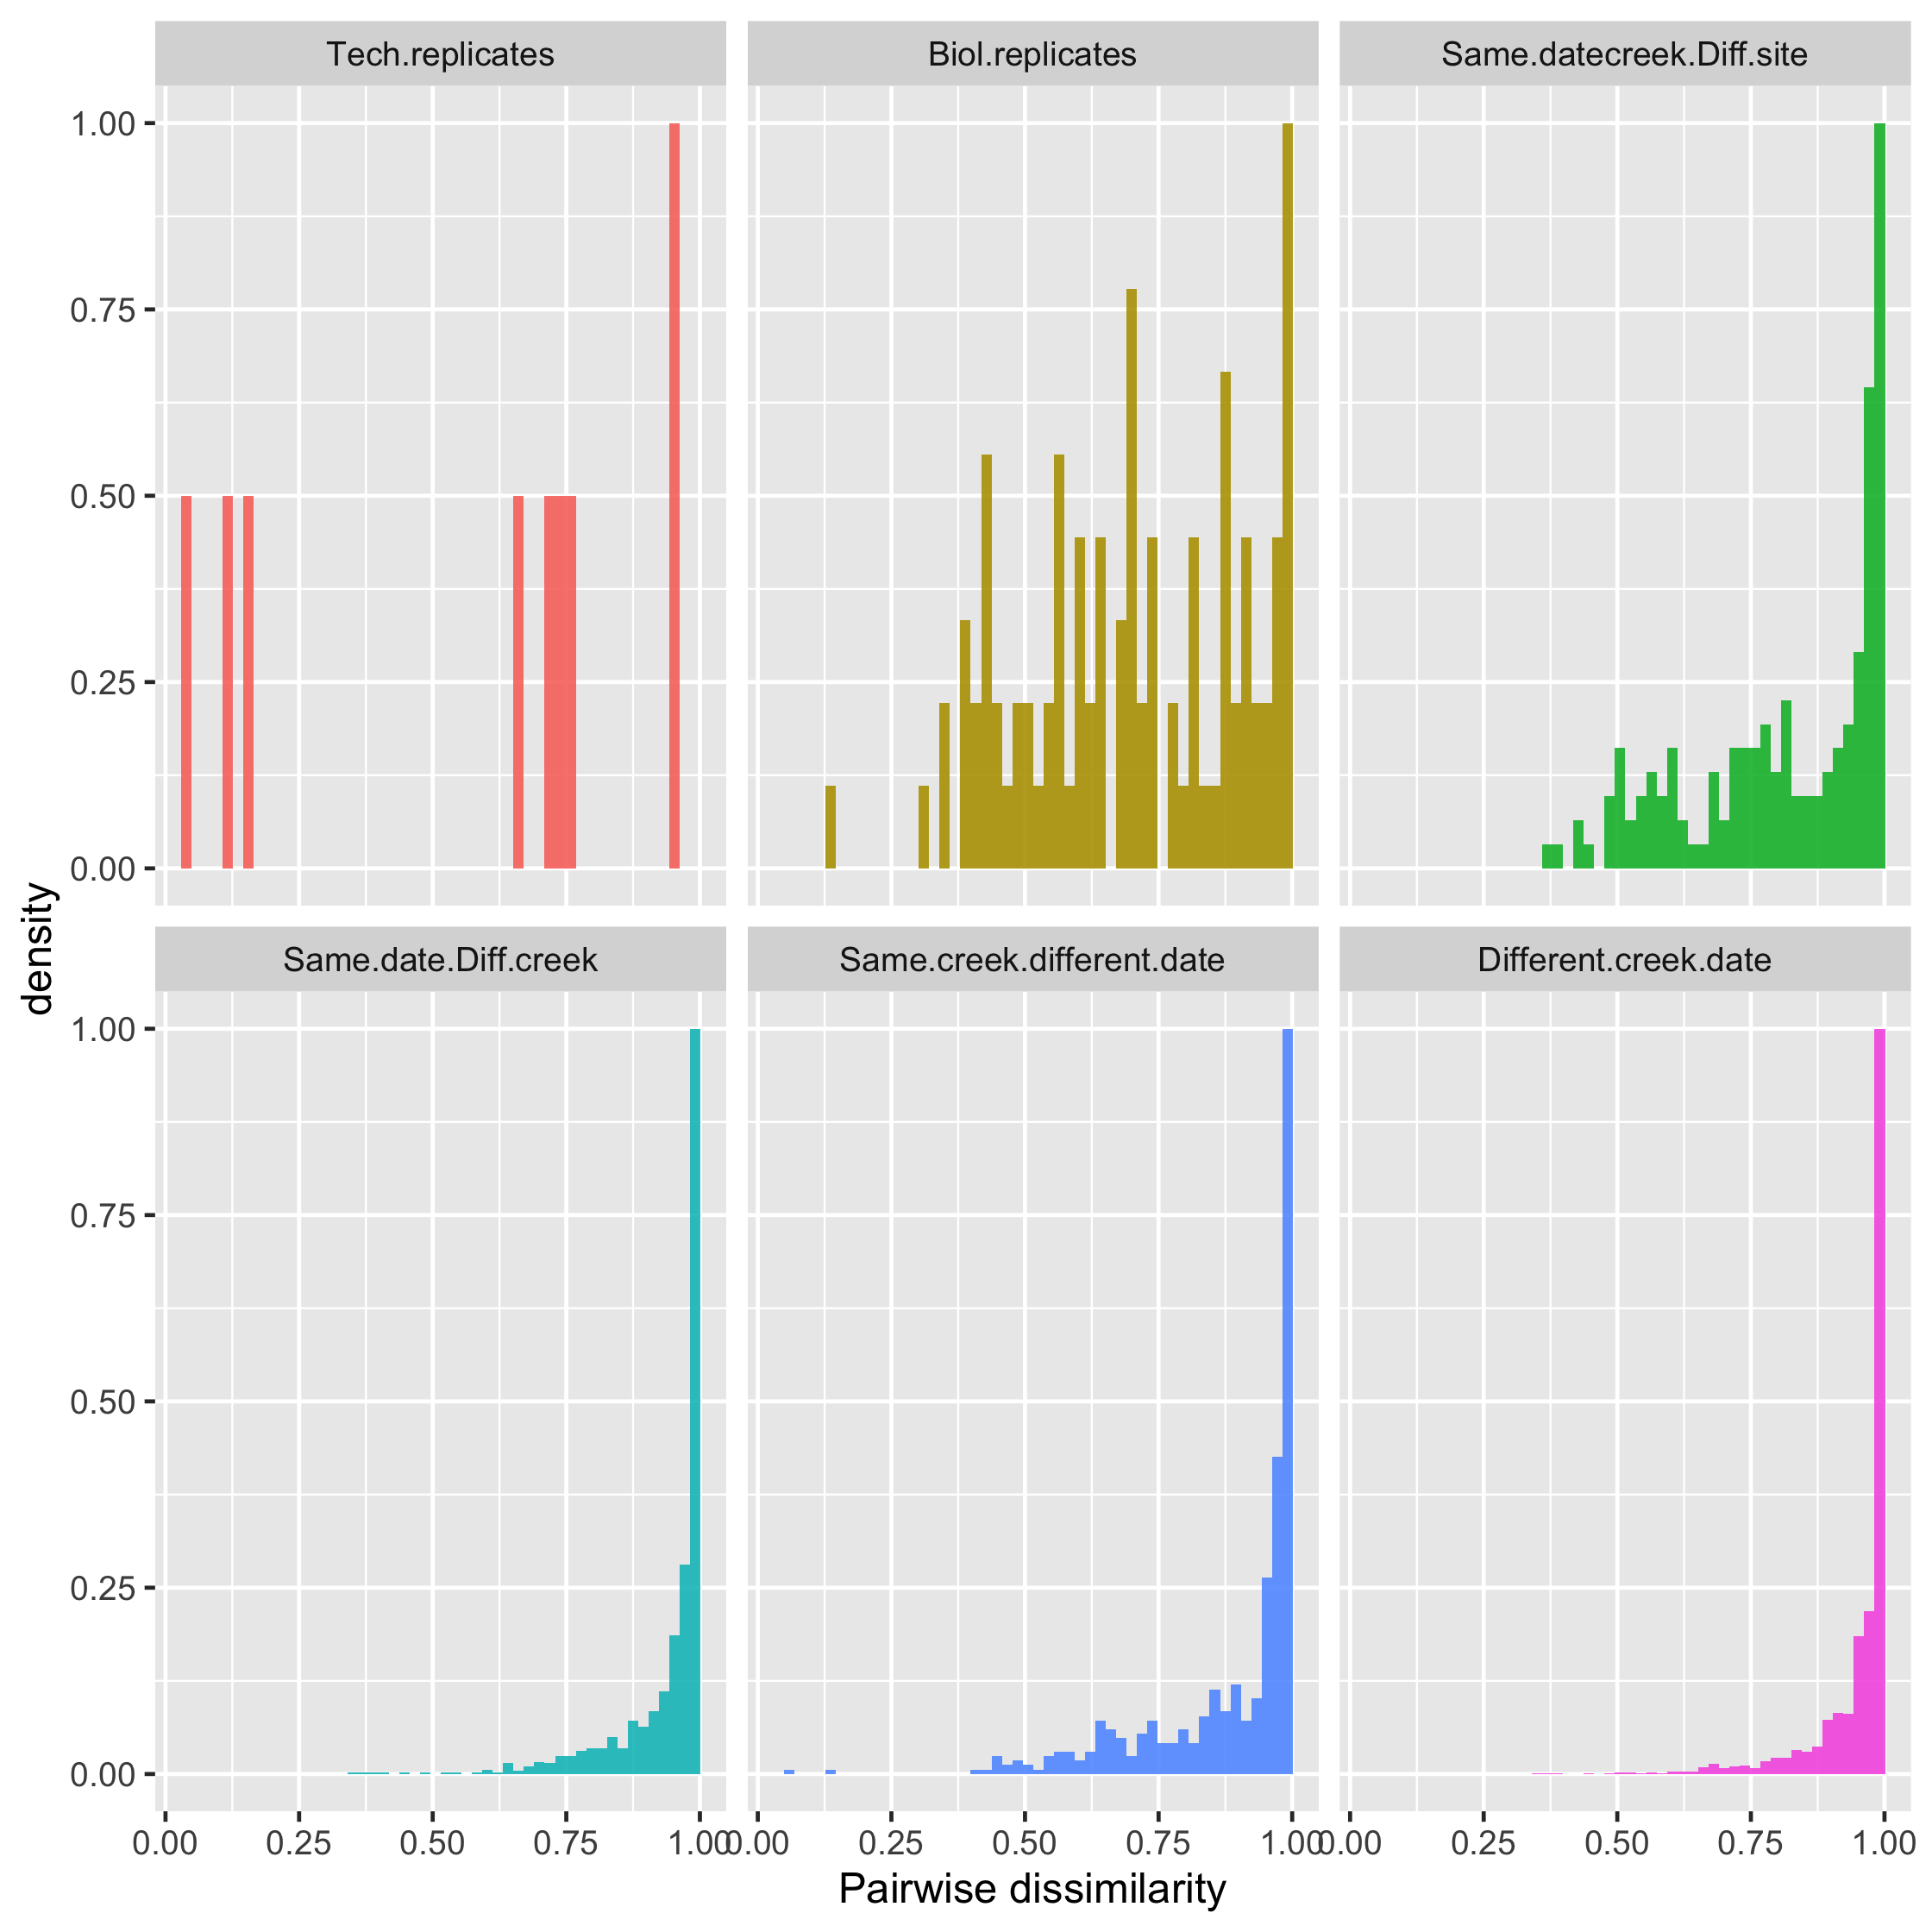 Tech.replicates
Biol.replicates
Same.datecreek.Diff.site
1.00
0.75
0.50
0.25
0.00
density
Same.date.Diff.creek
Same.creek.different.date
Different.creek.date
1.00
0.75
0.50
0.25
0.00
0.00 0.25 0.50 0.75 1.00 0.00 0.25 0.50 0.75 1.00 0.00 0.25 0.50 0.75 1.00
Pairwise dissimilarity